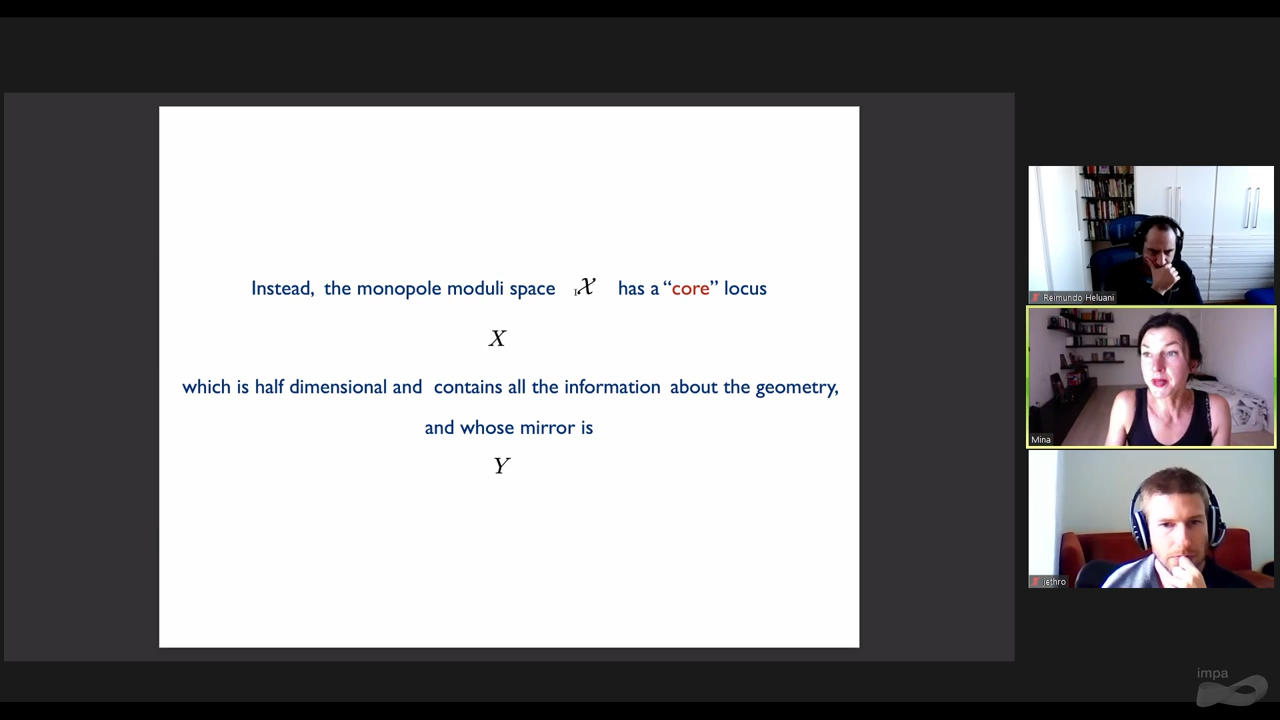 Instead, the monopole moduli space 𝒳 has a “core” locus
X
which is half dimensional and contains all the information about the geometry,
and whose mirror is
Y
Reimundo Heluani
Mina
jethro
impa